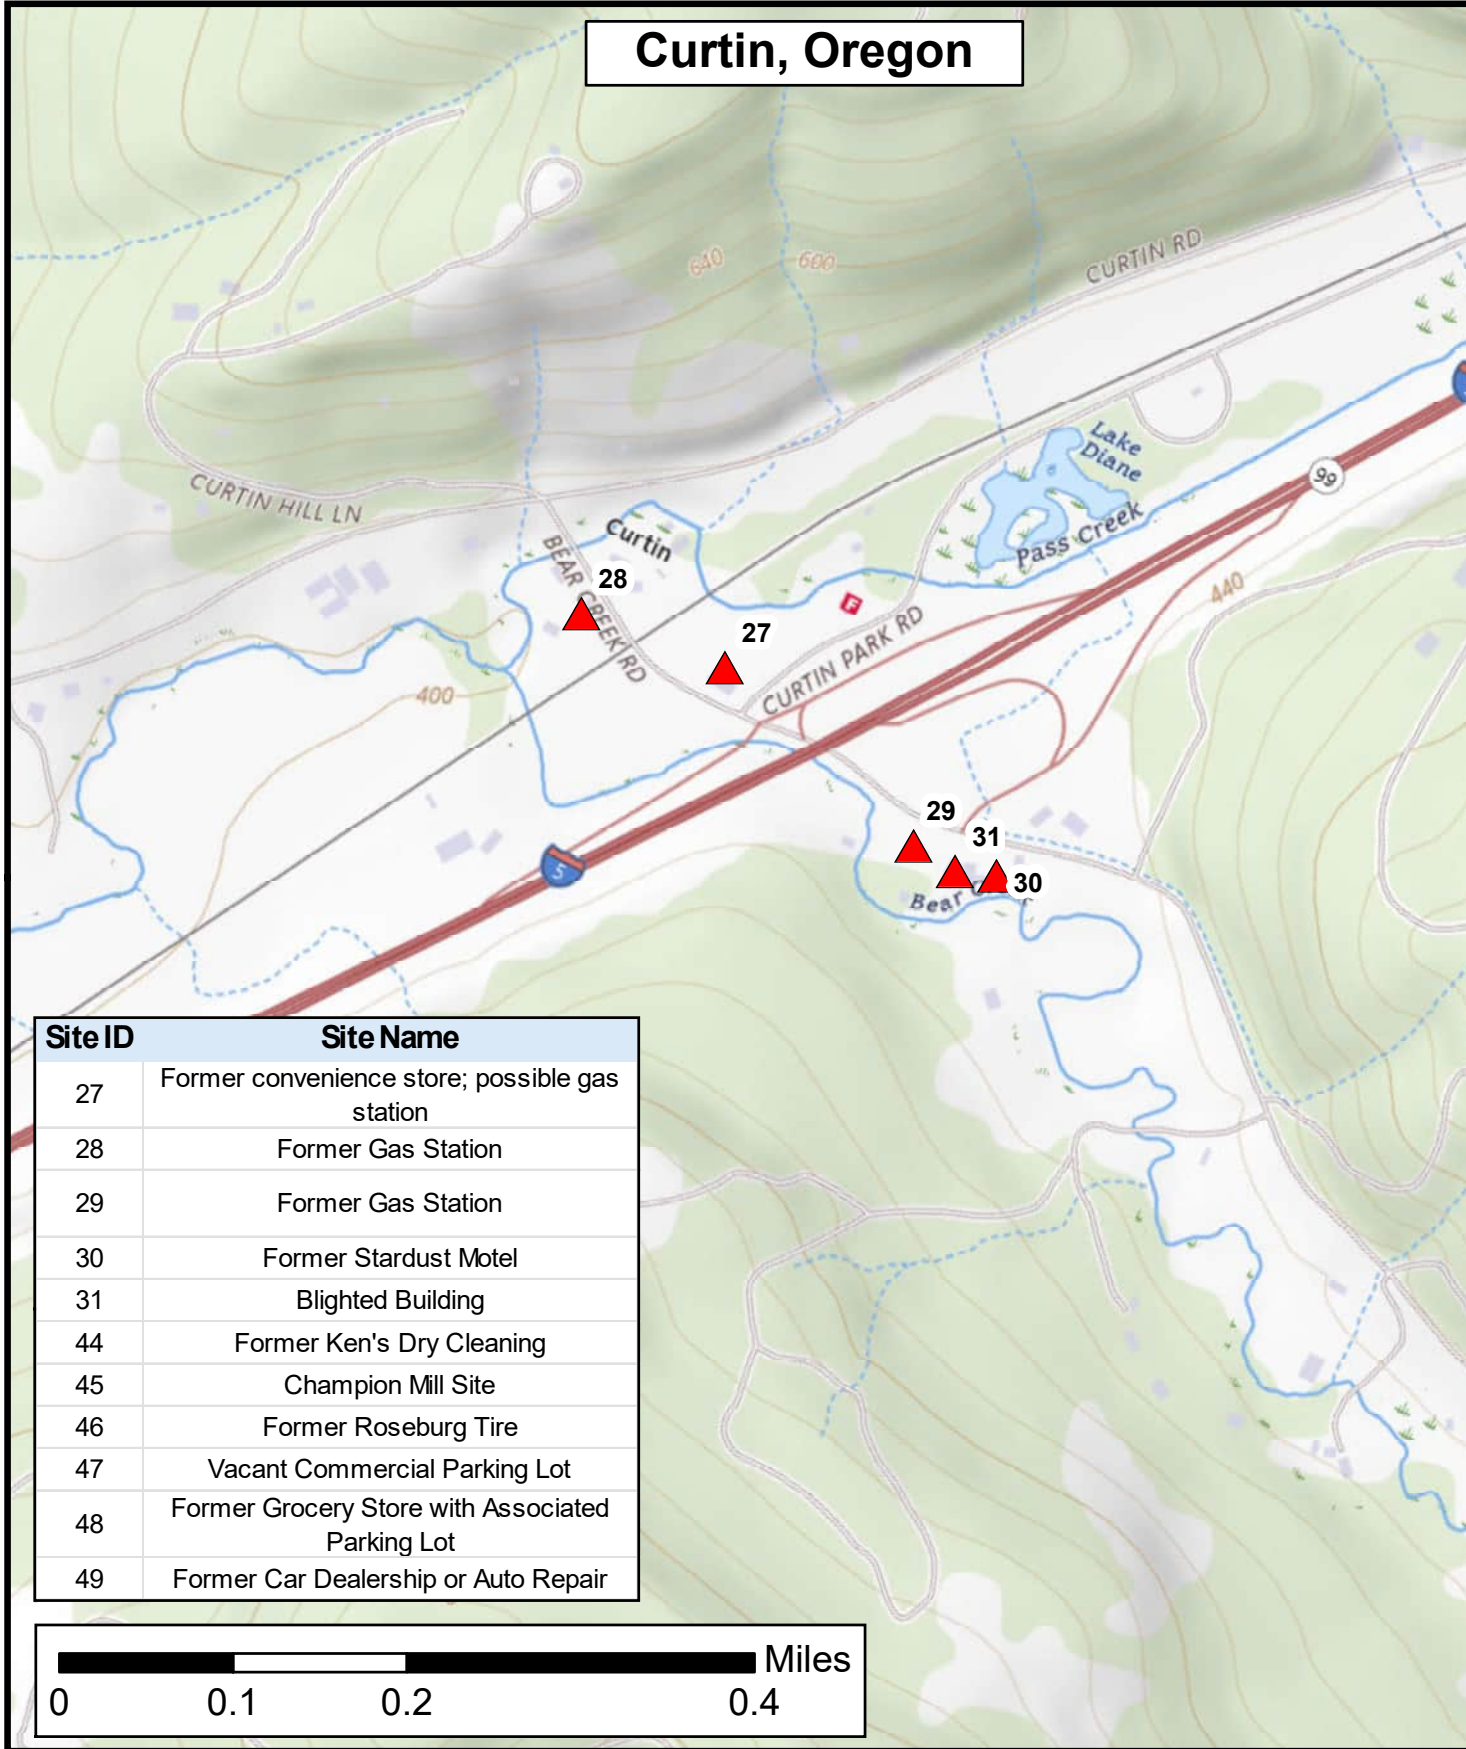 Curtin, Oregon
640
600
CURTIN RD
Lake
Diane
99
CURTIN HILL LN
Curtin
Pass Creek
BEAR CREEK RD
28
F
440
27
CURTIN PARK RD
400
29
31
5
30
Bear
Site ID Site Name
27 Former convenience store; possible gas
station
28 Former Gas Station
29 Former Gas Station
30 Former Stardust Motel
31 Blighted Building
44 Former Ken's Dry Cleaning
45 Champion Mill Site
46 Former Roseburg Tire
47 Vacant Commercial Parking Lot
48 Former Grocery Store with Associated
Parking Lot
49 Former Car Dealership or Auto Repair
Miles
0 0.1 0.2 0.4